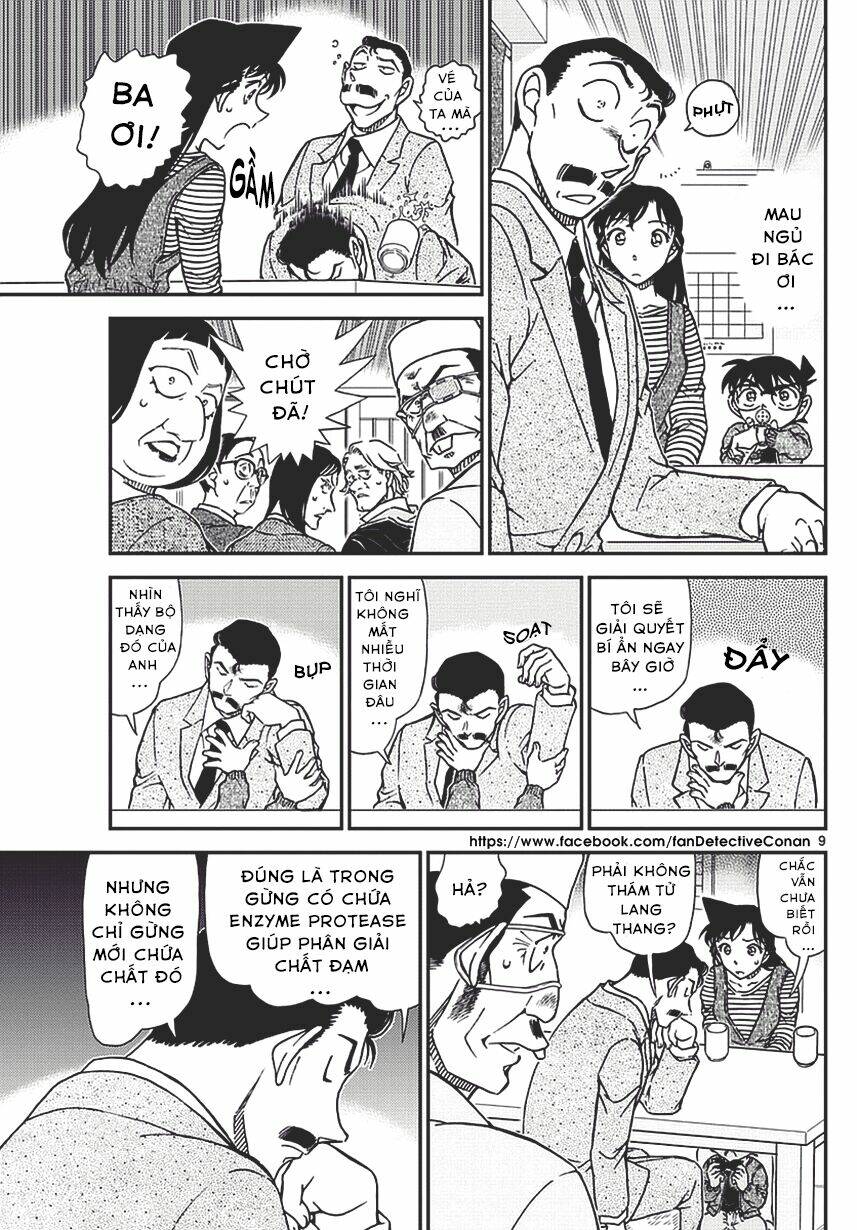 PHỰT
MAU
NGỦ
ĐI BÁC
ƠI
...
VÉ
CỦA
TA MÀ
...
GẦM
BA
ƠI!
CHỜ
CHÚT
ĐÃ!
TÔI SẼ
GIẢI QUYẾT
BÍ ẨN NGAY
BÂY GIỜ
...
ĐẨY
TÔI NGHĨ
KHÔNG
MẤT
NHIỀU
THỜI
GIAN
ĐÂU
...
SOẠT
NHÌN
THẤY BỘ
DẠNG
ĐÓ CỦA
ANH
...
BỤP
https://www.facebook.com/fanDetectiveConan 9
CHẮC
VẪN
CHƯA
BIẾT
RỒI
...
PHẢI KHÔNG
THÁM TỬ
LANG
THANG?
HẢ?
ĐÚNG LÀ TRONG
GỪNG CÓ CHỨA
ENZYME PROTEASE
GIÚP PHÂN GIẢI
CHẤT ĐẠM
...
NHƯNG
KHÔNG
CHỈ GỪNG
MỚI CHỨA
CHẤT ĐÓ
...